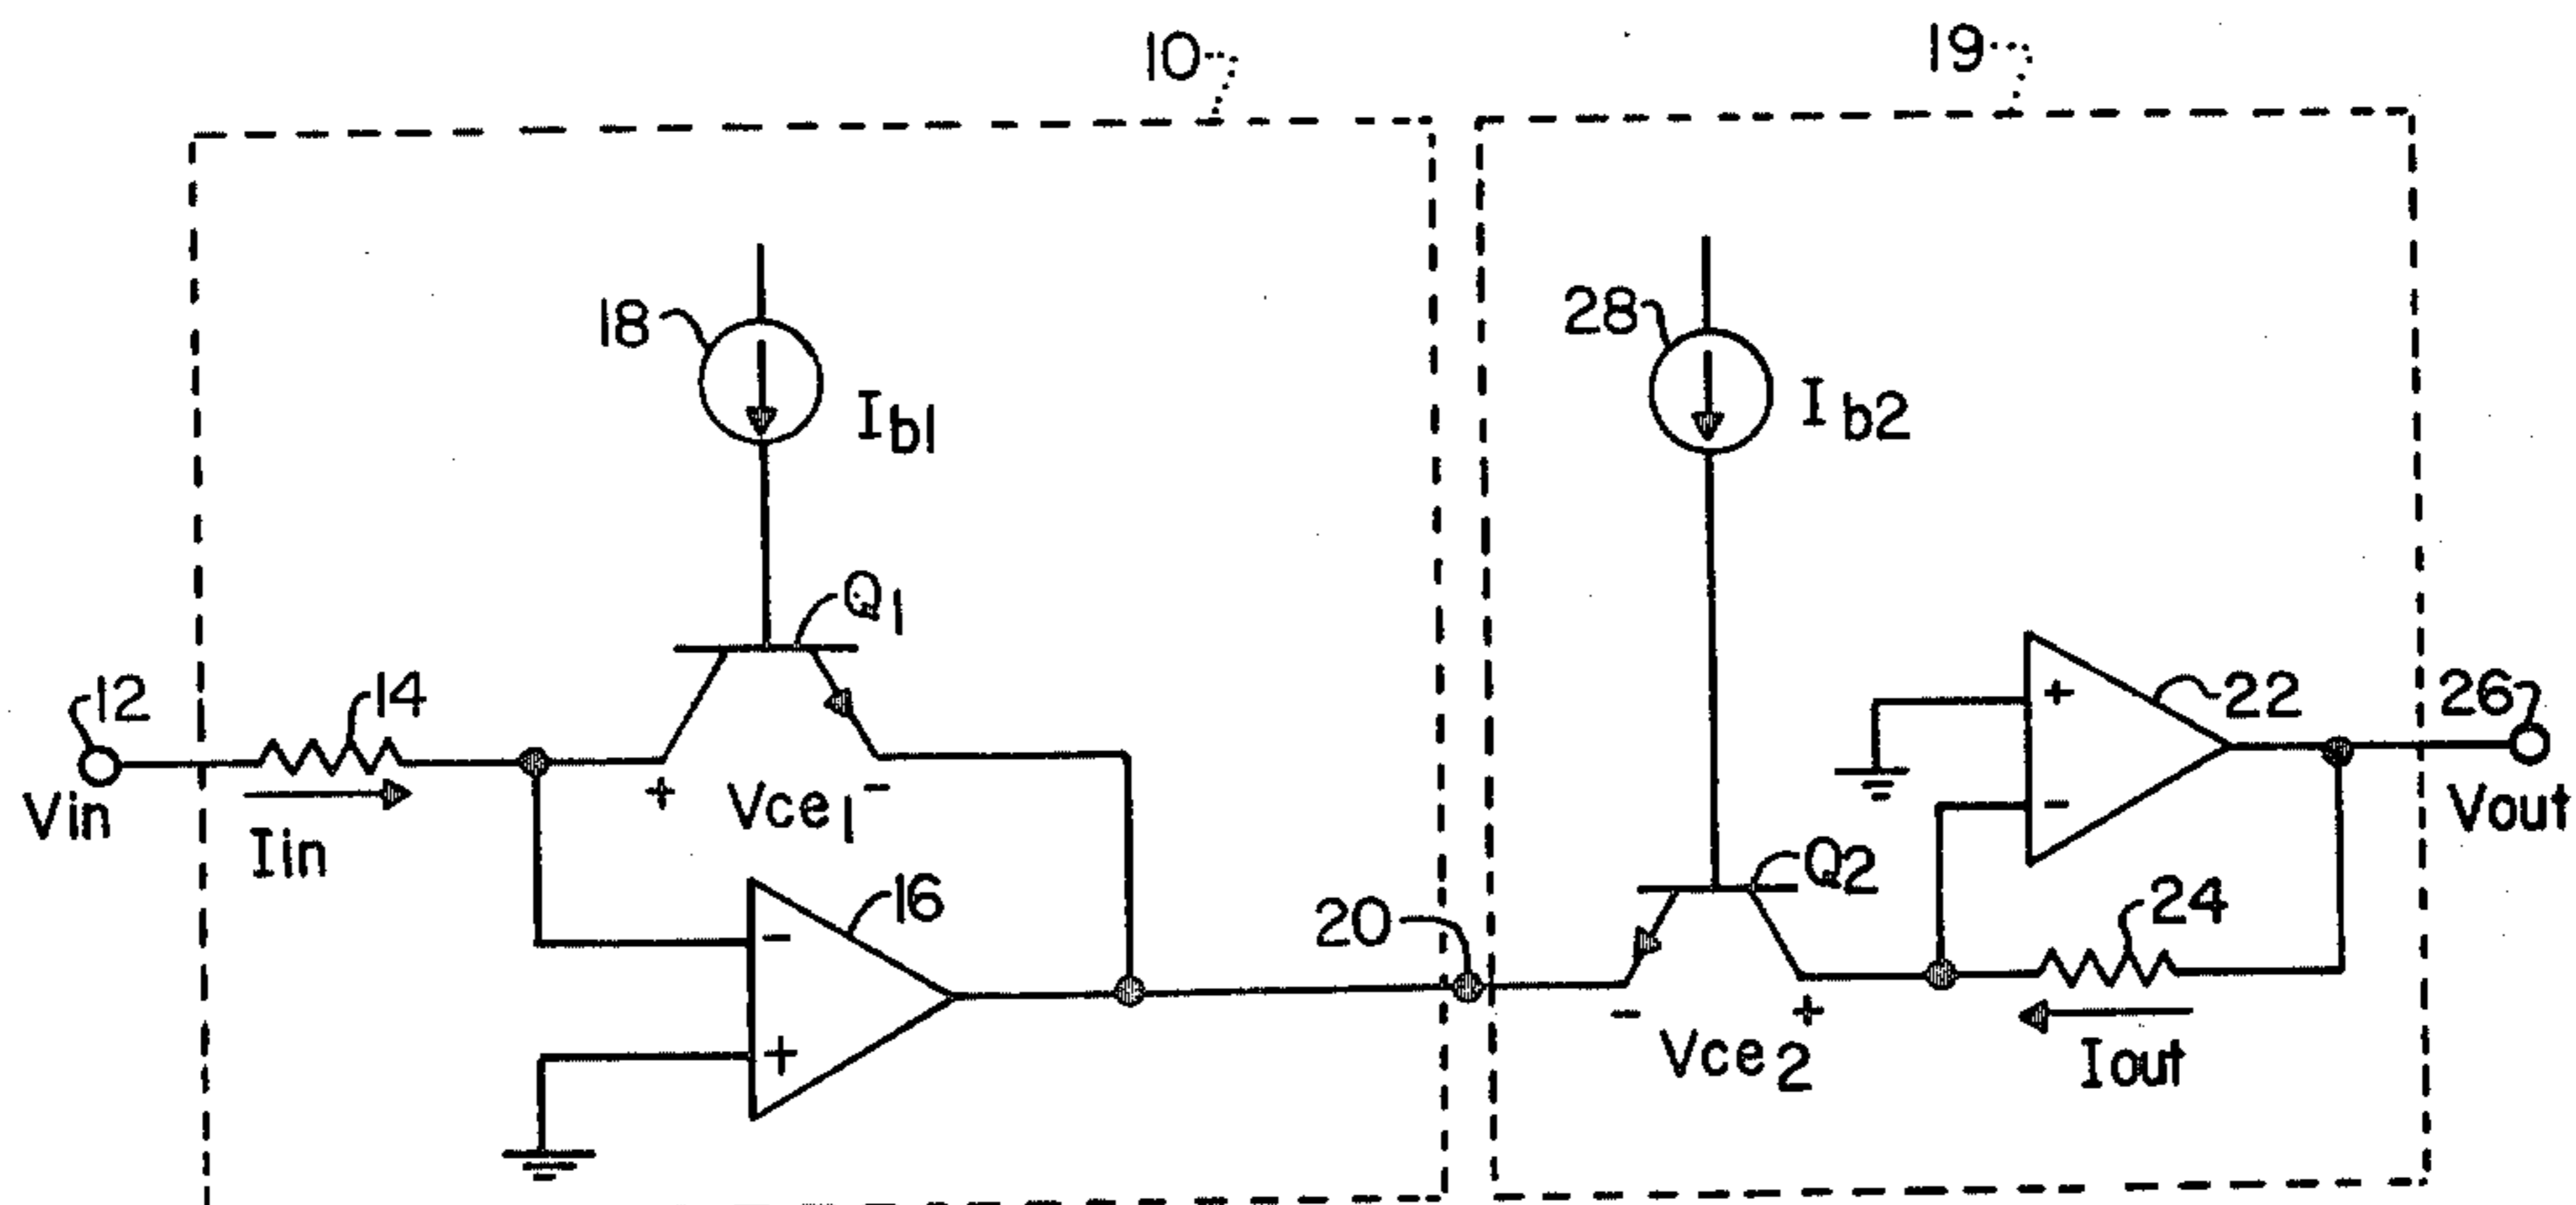 10
19
18
Ib1
28
Ib2
Q1
12
14
Vin
Iin
+
Vce1
-
16
-
+
20
Q2
-
Vce2
+
+
-
22
24
Iout
26
Vout